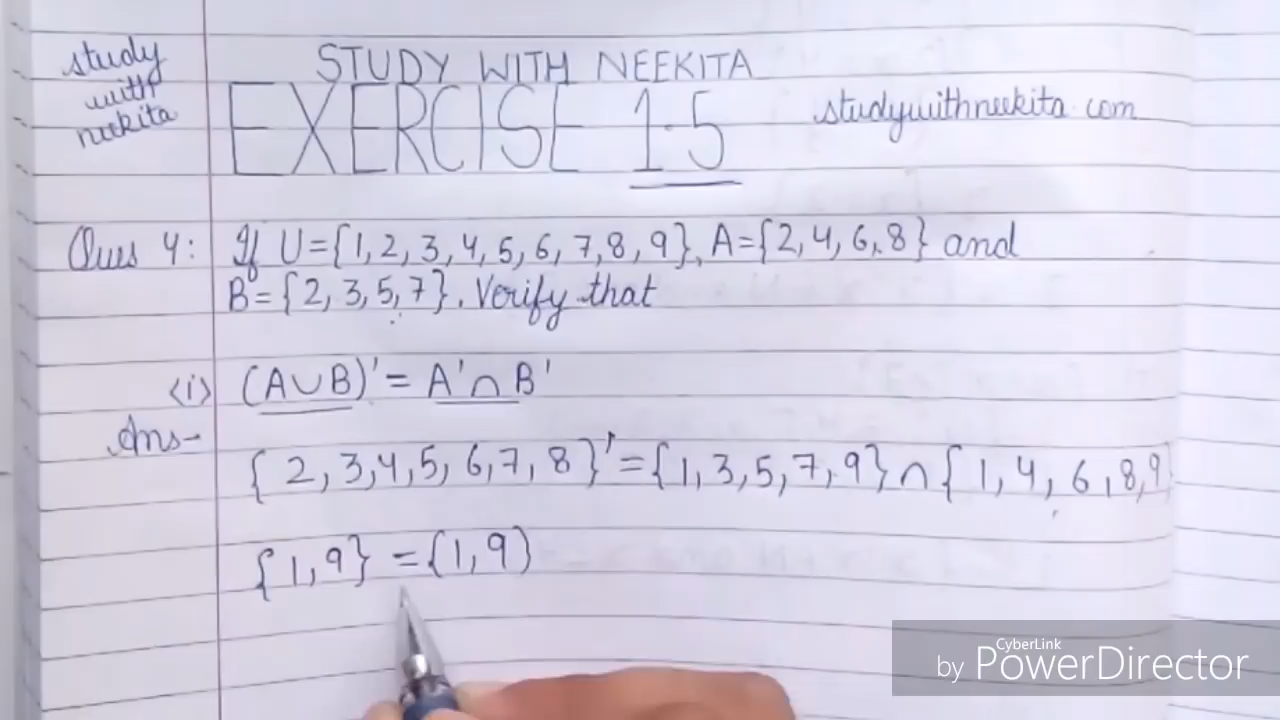 study
with
neekita
STUDY WITH NEEKITA
EXERCISE 1.5
studywithneekita.com
Ques 4: If U={1,2,3,4,5,6,7,8,9}, A={2,4,6,8} and
B={2,3,5,7}. Verify that
(i) (A∪B)'=A'∩B'
Ans-
{2,3,4,5,6,7,8}'={1,3,5,7,9}∩{1,4,6,8,9
{1,9}={1,9}
CyberLink
by PowerDirector